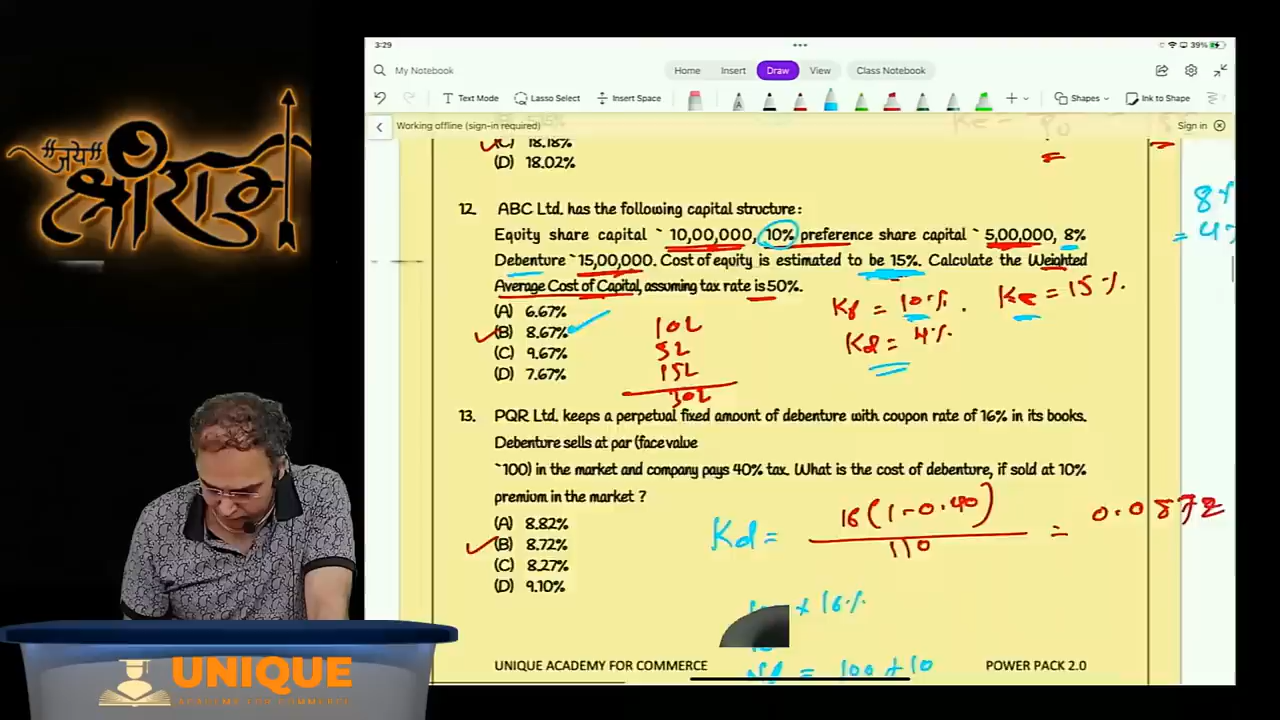 "जय"
श्री राम
3:29
39%
My Notebook
Home Insert Draw View Class Notebook
Text Mode Lasso Select Insert Space
Shapes Ink to Shape
Working offline (sign-in required)
Sign in
(C) 18.18%
(D) 18.02%
12. ABC Ltd. has the following capital structure:
Equity share capital ` 10,00,000, 10% preference share capital ` 5,00,000, 8%
Debenture `15,00,000. Cost of equity is estimated to be 15%. Calculate the Weighted
Average Cost of Capital, assuming tax rate is 50%.
(A) 6.67%
(B) 8.67%
(C) 9.67%
(D) 7.67%
10L
5L
15L
30L
Kp = 10%. Ke = 15%.
Kd = 4%
13. PQR Ltd. keeps a perpetual fixed amount of debenture with coupon rate of 16% in its books.
Debenture sells at par (face value
`100) in the market and company pays 40% tax. What is the cost of debenture, if sold at 10%
premium in the market ?
(A) 8.82%
(B) 8.72%
(C) 8.27%
(D) 9.10%
Kd = 16(1-0.40) / 110 = 0.0872
x 16%
= 100 + 10
UNIQUE ACADEMY FOR COMMERCE POWER PACK 2.0
UNIQUE
ACADEMY FOR COMMERCE